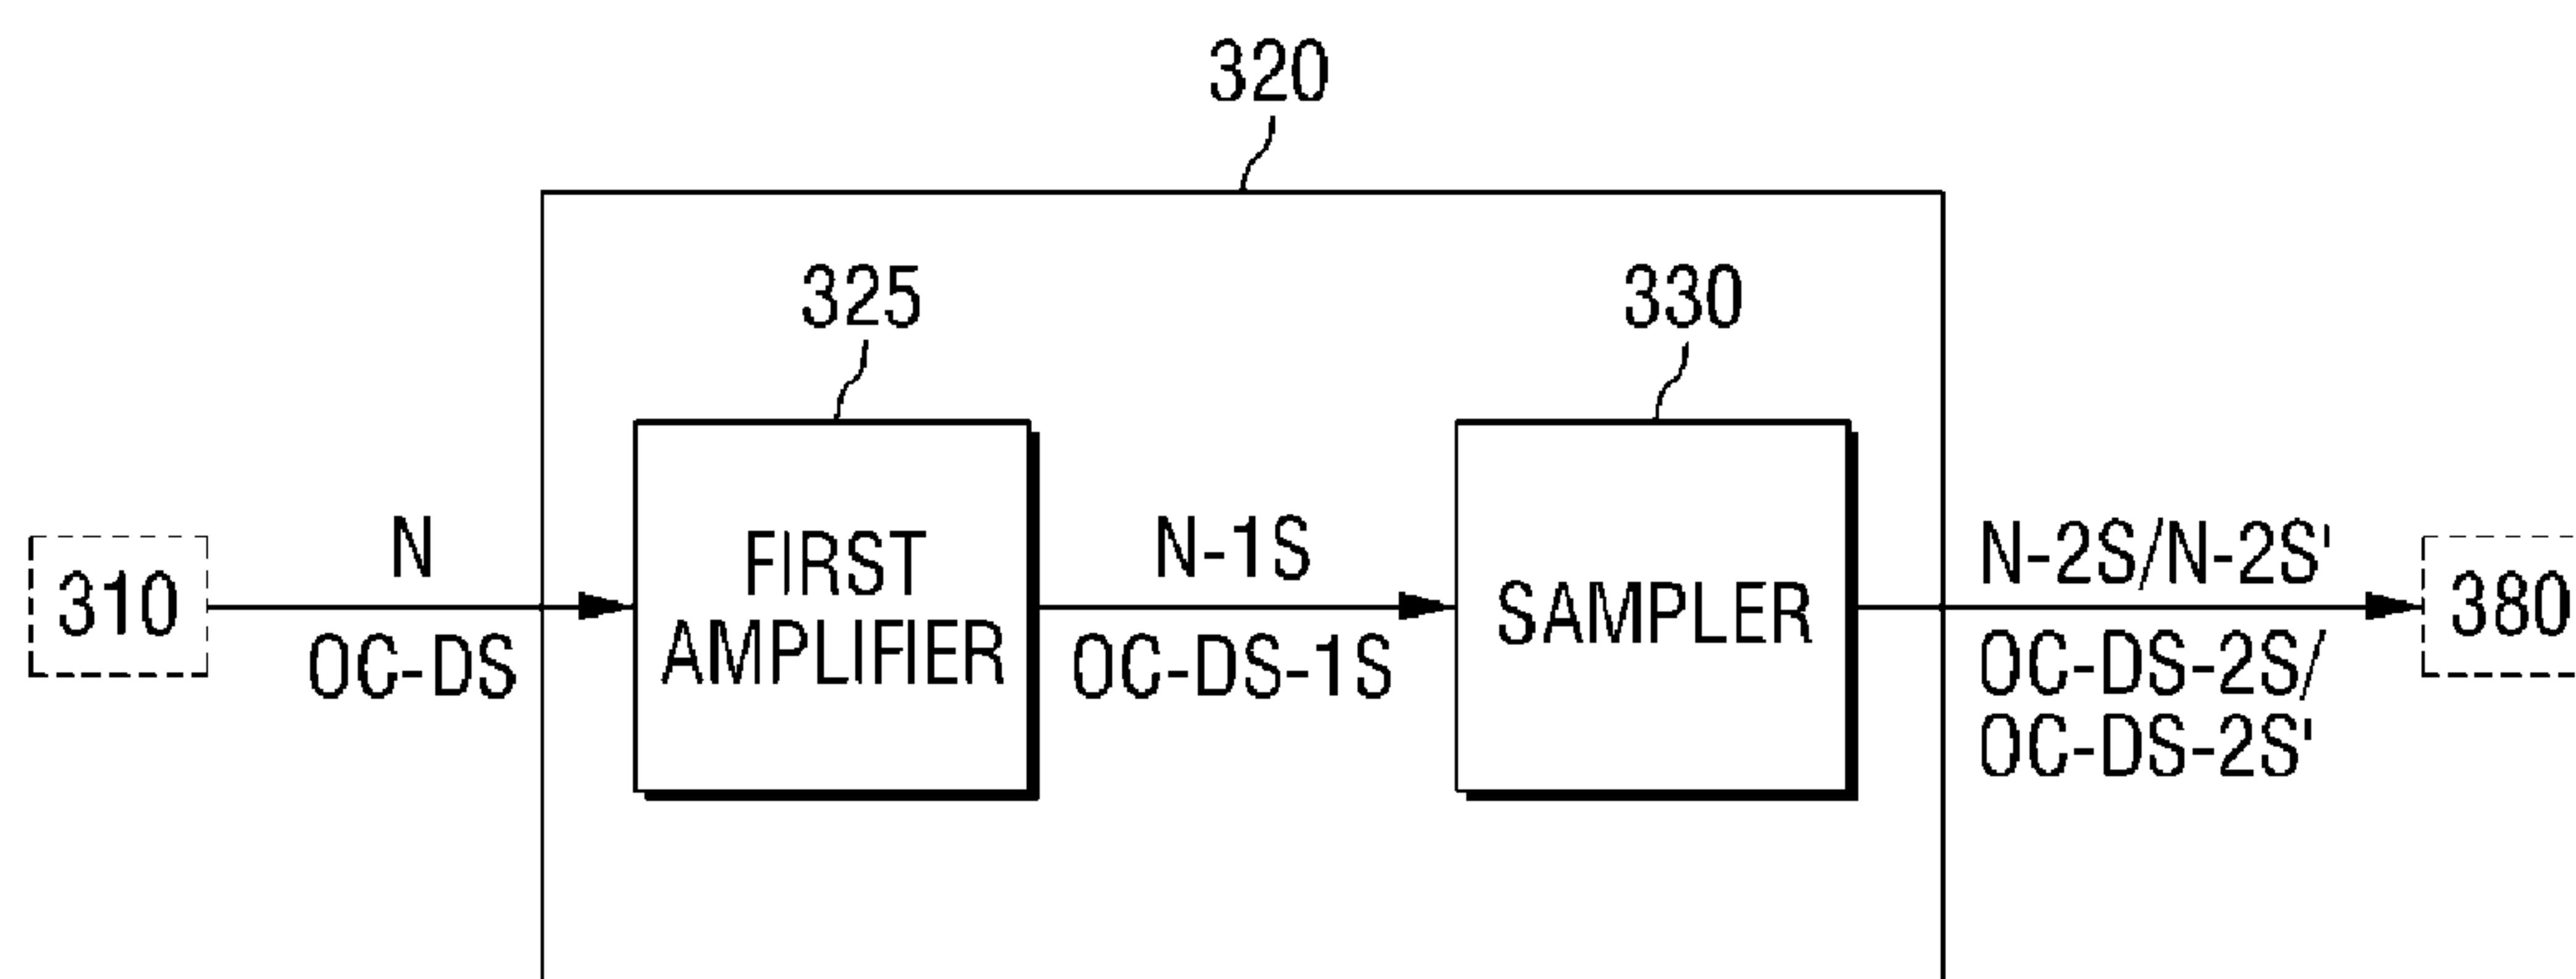 320
325
330
310
N
OC-DS
FIRST
AMPLIFIER
N-1S
OC-DS-1S
SAMPLER
N-2S/N-2S'
OC-DS-2S/
OC-DS-2S'
380